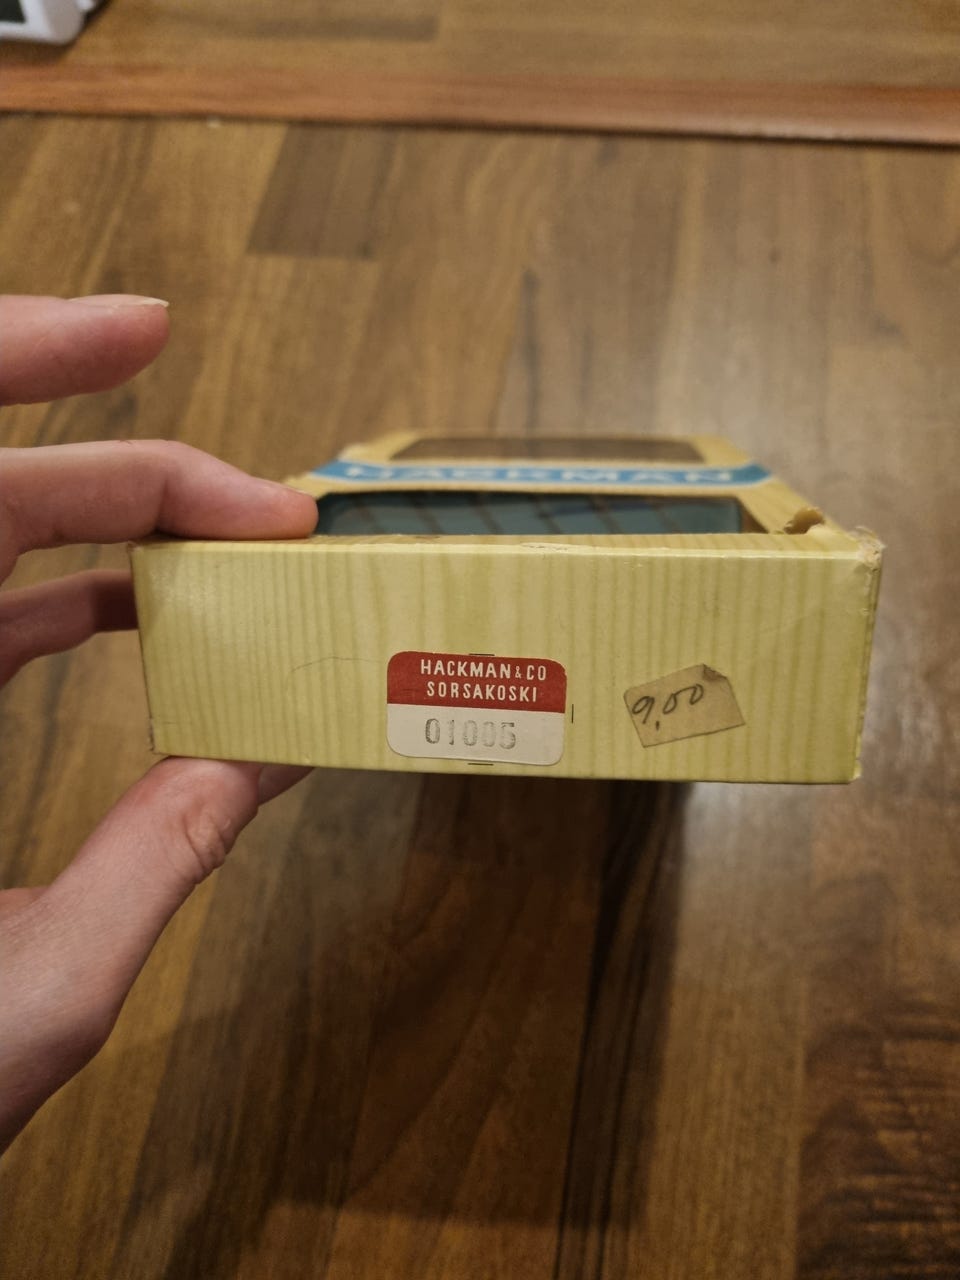 HACKMAN
HACKMAN & CO
SORSAKOSKI
01005
9,00